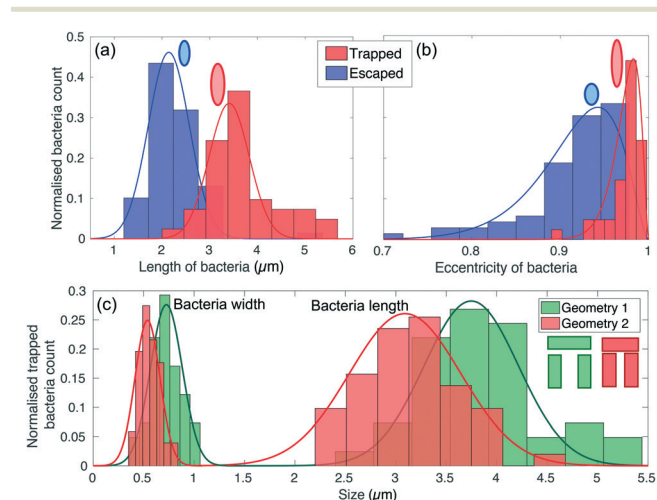 (a)
Trapped
Escaped
(b)
0.5
0.4
0.3
0.2
0.1
0
Normalised bacteria count
1 2 3 4 5 6
Length of bacteria (µm)
0.7 0.8 0.9 1
Eccentricity of bacteria
(c)
Bacteria width
Bacteria length
Geometry 1
Geometry 2
0.3
0.25
0.2
0.15
0.1
0.05
0
Normalised trapped
bacteria count
0 0.5 1 1.5 2 2.5 3 3.5 4 4.5 5 5.5
Size (µm)